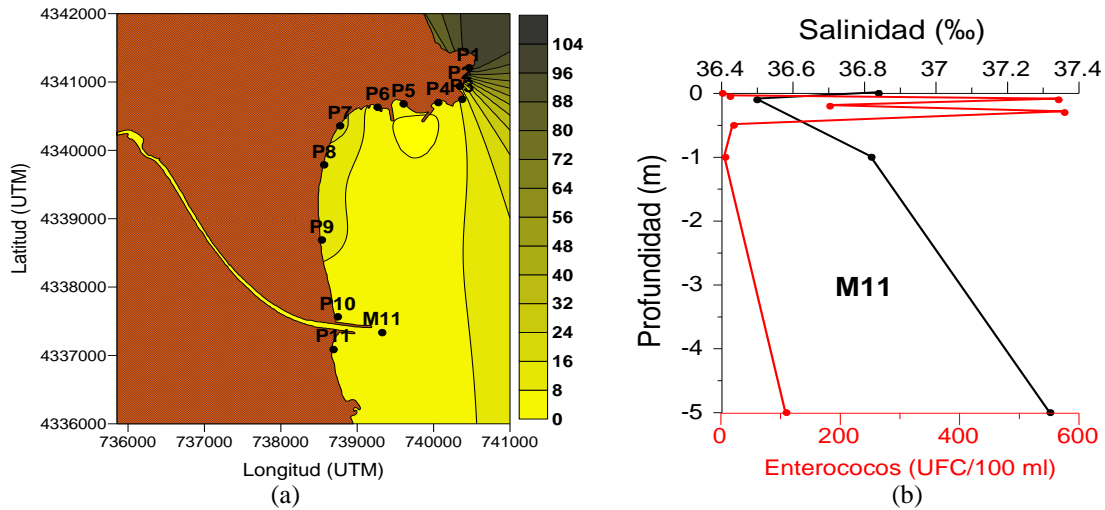 4342000
4341000
4340000
4339000
4338000
4337000
4336000
Latitud (UTM)
736000 737000 738000 739000 740000 741000
Longitud (UTM)
(a)
P1
P2
P3
P4
P5
P6
P7
P8
P9
P10
M11
P11
104
96
88
80
72
64
56
48
40
32
24
16
8
0
Salinidad (‰)
36.4 36.6 36.8 37 37.2 37.4
0
-1
-2
-3
-4
-5
Profundidad (m)
M11
0 200 400 600
Enterococos (UFC/100 ml)
(b)